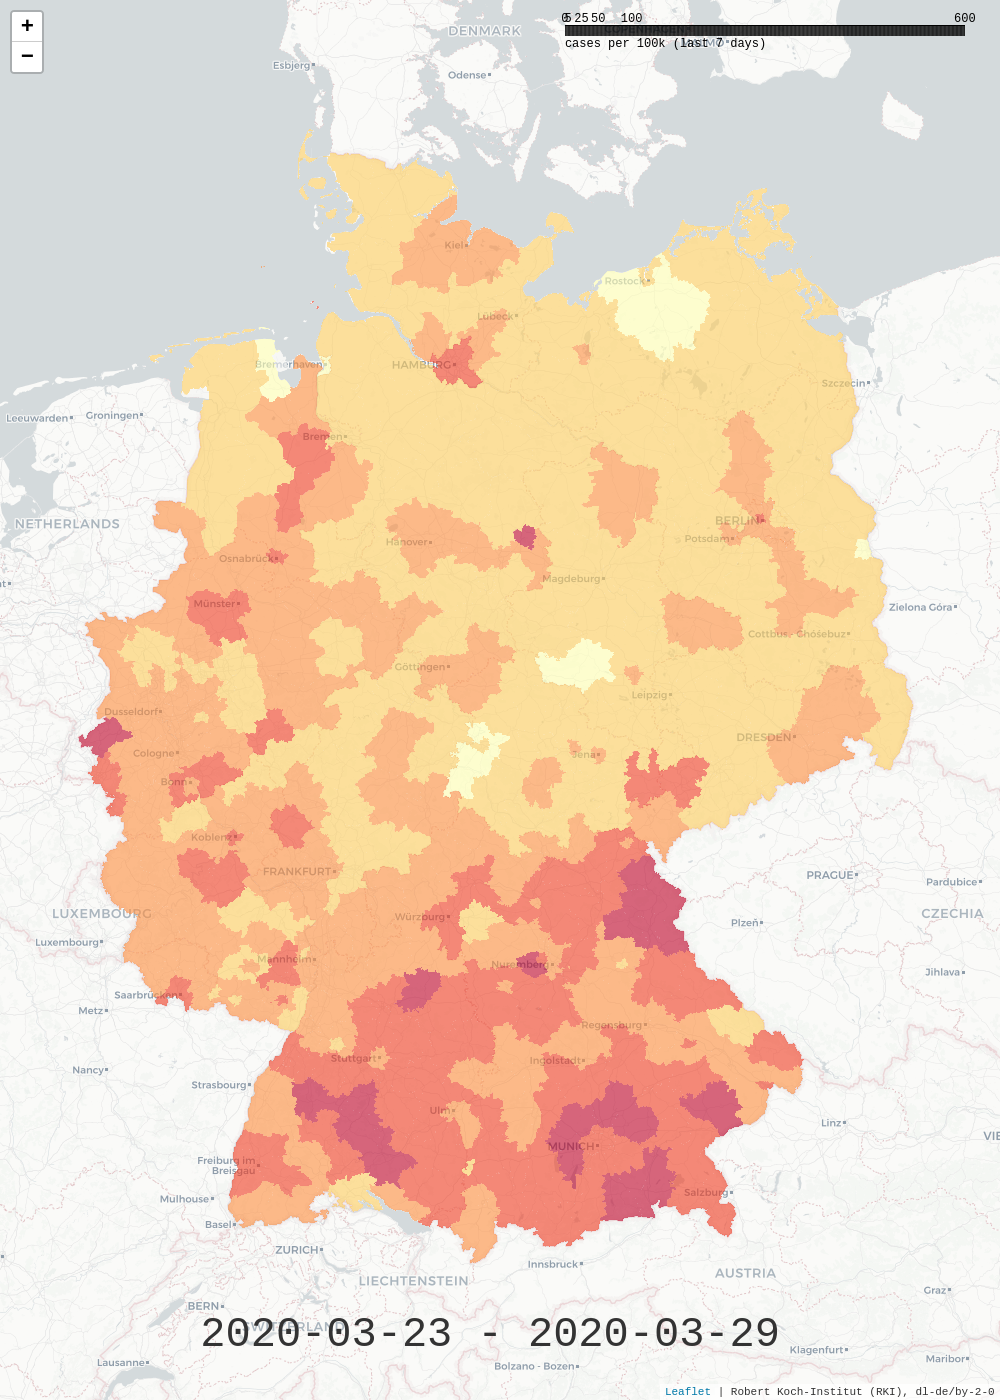 +
−
0 5 25 50 100 600
cases per 100k (last 7 days)
DENMARK
Esbjerg
Odense
Kiel
Rostock
Lübeck
HAMBURG
Bremerhaven
Szczecin
Leeuwarden
Groningen
Bremen
NETHERLANDS
BERLIN
Potsdam
Hanover
Osnabrück
Magdeburg
Münster
Zielona Góra
Cottbus - Chóśebuz
Göttingen
Leipzig
Dusseldorf
DRESDEN
Cologne
Jena
Bonn
Koblenz
FRANKFURT
PRAGUE
Pardubice
LUXEMBOURG
Würzburg
CZECHIA
Plzeň
Luxembourg
Mannheim
Nuremberg
Jihlava
Saarbrücken
Metz
Regensburg
Stuttgart
Ingolstadt
Nancy
Strasbourg
Ulm
Linz
VIE
MUNICH
Freiburg im
Breisgau
Mulhouse
Salzburg
Basel
ZURICH
Innsbruck
LIECHTENSTEIN
AUSTRIA
Graz
BERN
SWITZERLAND
2020-03-23 - 2020-03-29
Klagenfurt
Lausanne
Bolzano - Bozen
Maribor
Leaflet | Robert Koch-Institut (RKI), dl-de/by-2-0